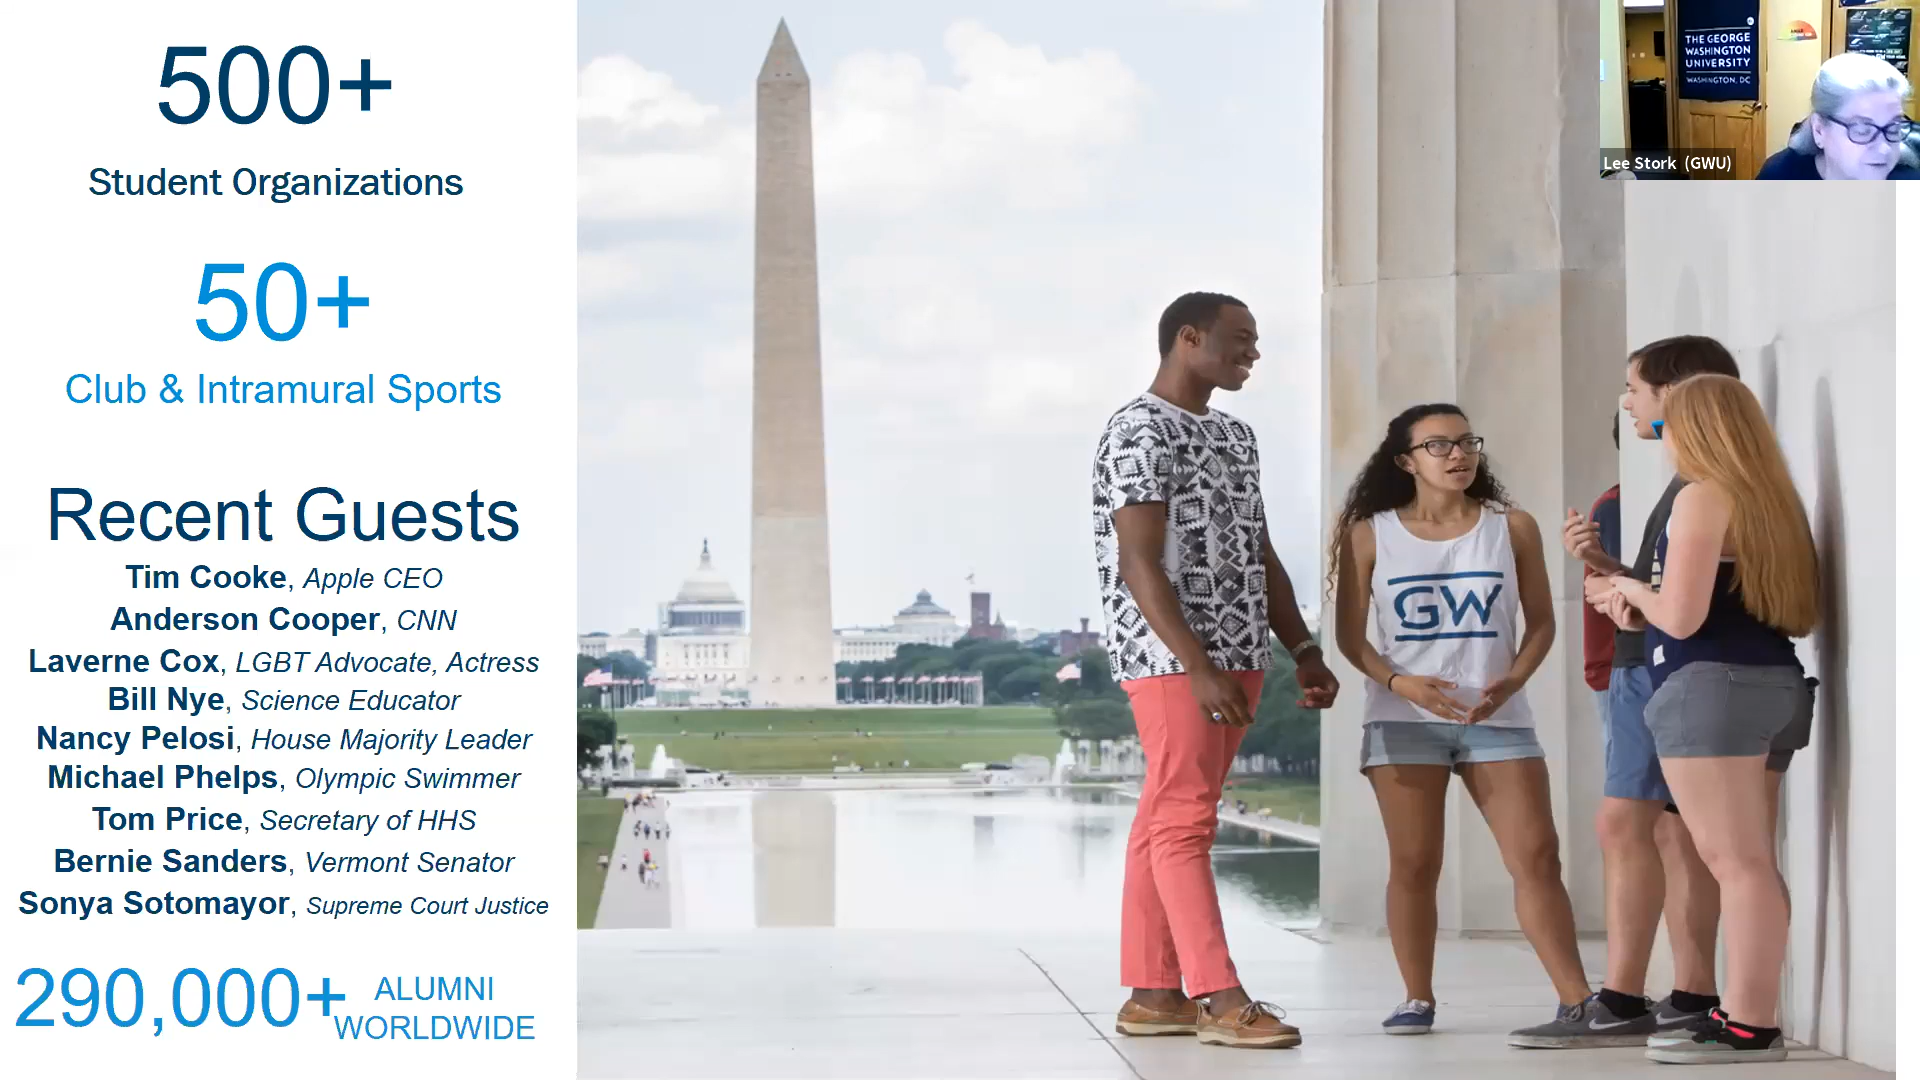 500+
Student Organizations
50+
Club & Intramural Sports
Recent Guests
Tim Cooke, Apple CEO
Anderson Cooper, CNN
Laverne Cox, LGBT Advocate, Actress
Bill Nye, Science Educator
Nancy Pelosi, House Majority Leader
Michael Phelps, Olympic Swimmer
Tom Price, Secretary of HHS
Bernie Sanders, Vermont Senator
Sonya Sotomayor, Supreme Court Justice
290,000+ ALUMNI
WORLDWIDE
GW
THE GEORGE
WASHINGTON
UNIVERSITY
WASHINGTON, DC
Lee Stork (GWU)